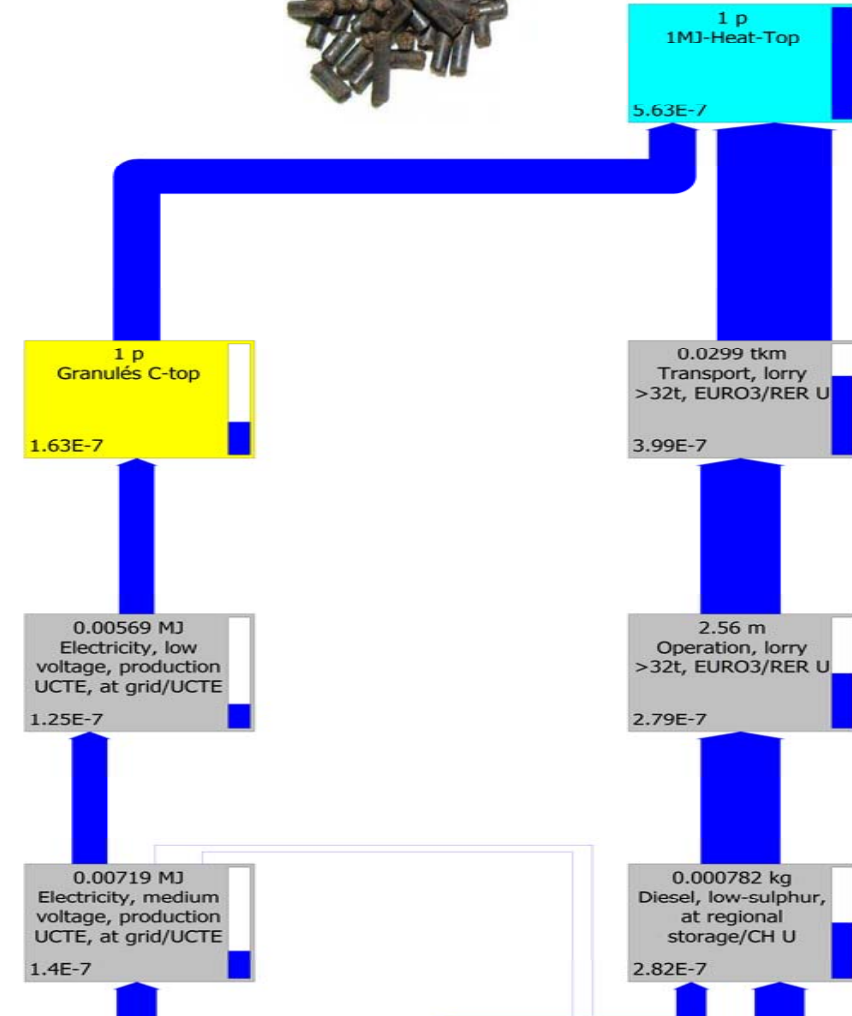 1 p
1MJ-Heat-Top
5.63E-7
1 p
Granulés C-top
1.63E-7
0.0299 tkm
Transport, lorry
>32t, EURO3/RER U
3.99E-7
0.00569 MJ
Electricity, low
voltage, production
UCTE, at grid/UCTE
1.25E-7
2.56 m
Operation, lorry
>32t, EURO3/RER U
2.79E-7
0.00719 MJ
Electricity, medium
voltage, production
UCTE, at grid/UCTE
1.4E-7
0.000782 kg
Diesel, low-sulphur,
at regional
storage/CH U
2.82E-7